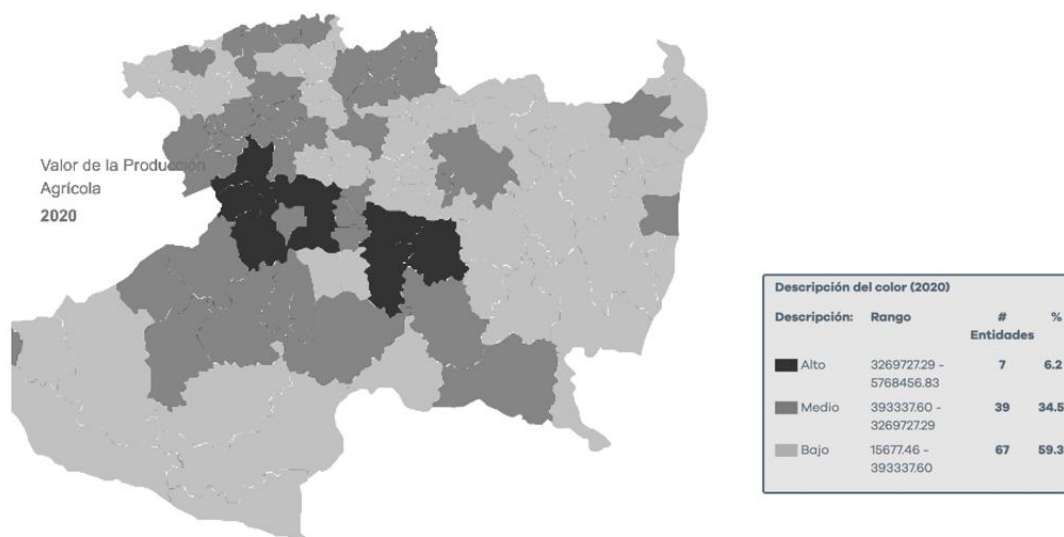 Valor de la Producción
Agrícola
2020
Descripción del color (2020)
Descripción: Rango # Entidades %
Alto 3269727.29 - 5768456.83 7 6.2
Medio 393337.60 - 3269727.29 39 34.5
Bajo 15677.46 - 393337.60 67 59.3